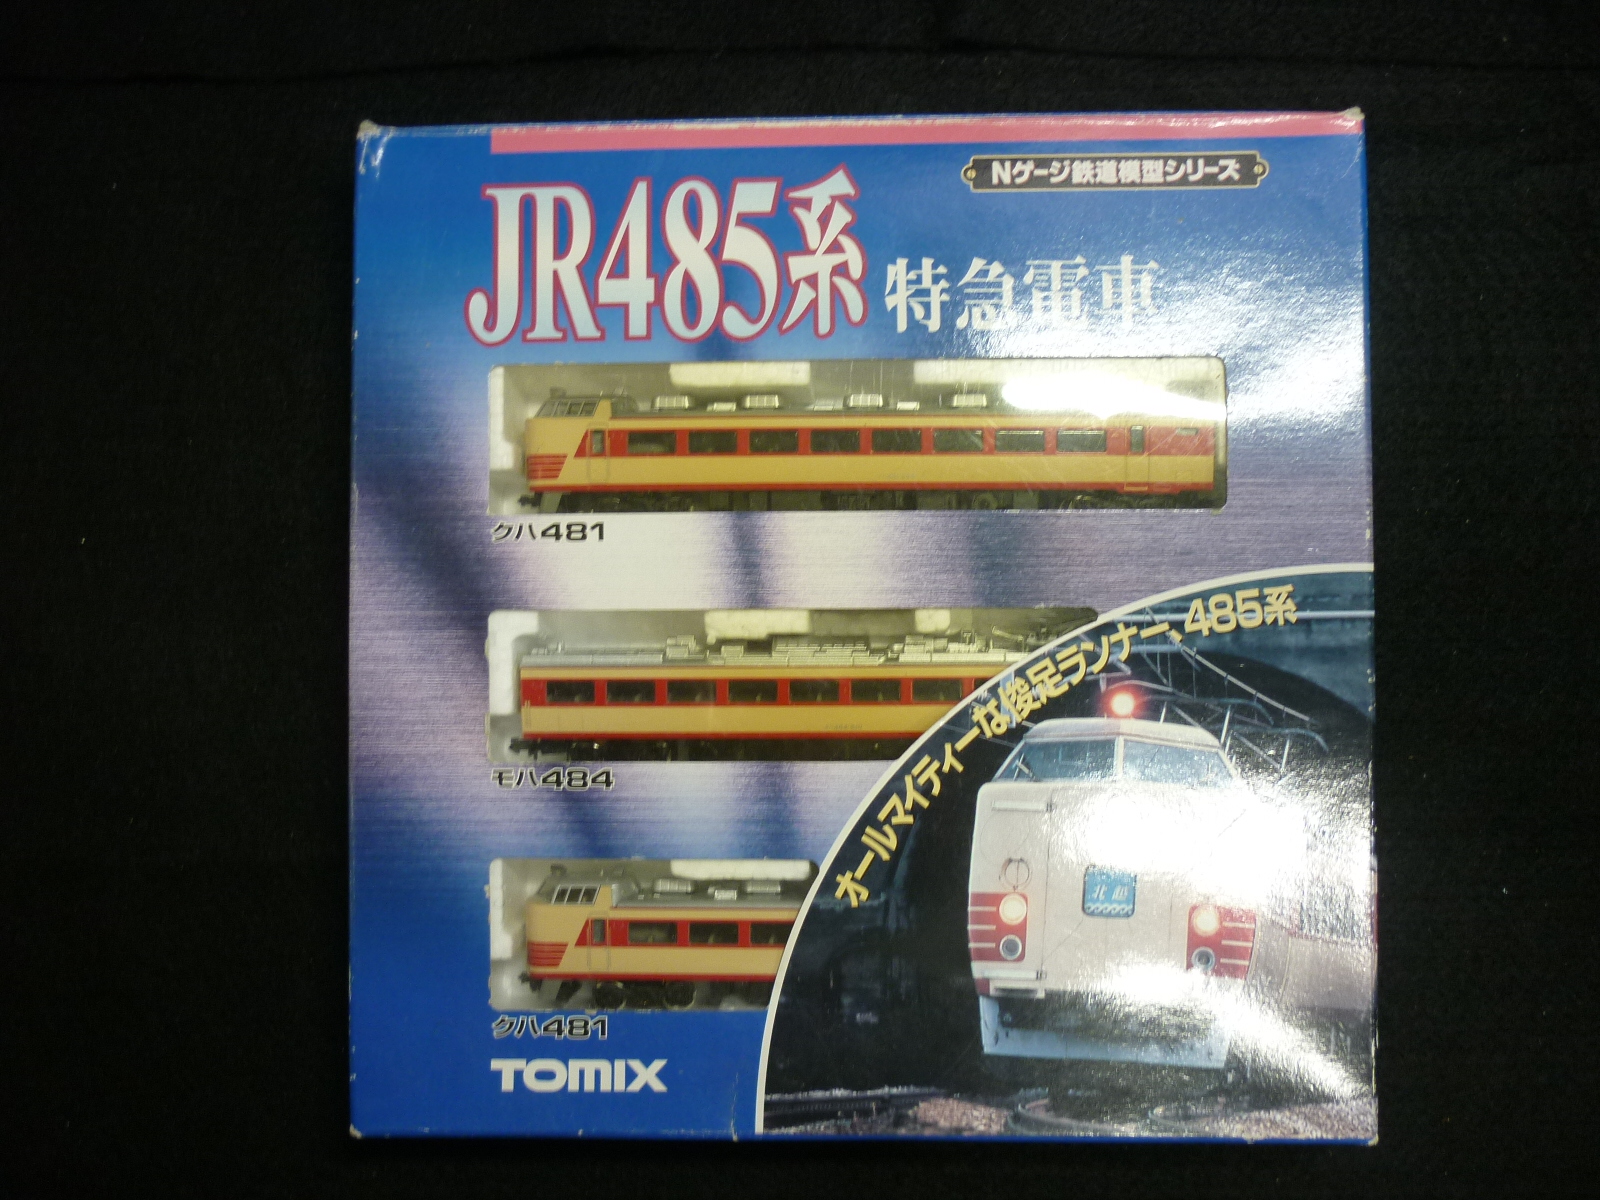 Nゲージ鉄道模型シリーズ
JR485系
特急電車
クハ481
オールマイティーな俊足ランナー、485系
モハ484
クハ481
TOMIX